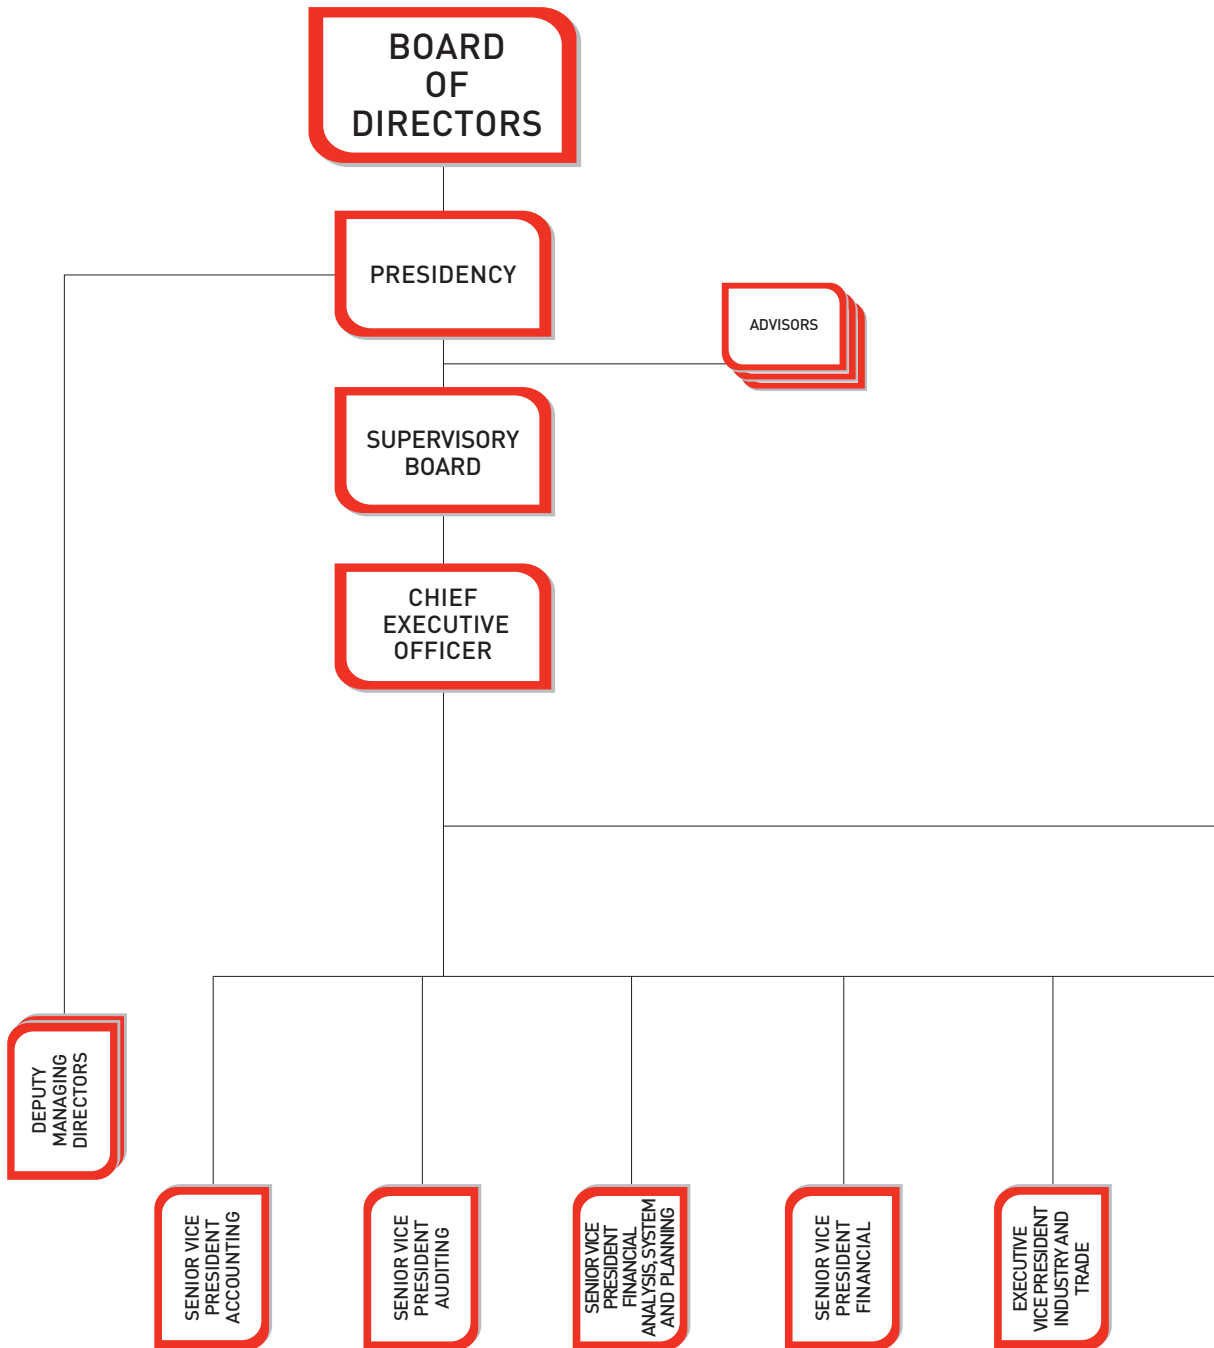 BOARD
OF
DIRECTORS
PRESIDENCY
ADVISORS
SUPERVISORY
BOARD
CHIEF
EXECUTIVE
OFFICER
DEPUTY
MANAGING
DIRECTORS
SENIOR VICE
PRESIDENT
ACCOUNTING
SENIOR VICE
PRESIDENT
AUDITING
SENIOR VICE
PRESIDENT
FINANCIAL
ANALYSIS, SYSTEM
AND PLANNING
SENIOR VICE
PRESIDENT
FINANCIAL
EXECUTIVE
VICE PRESIDENT
INDUSTRY AND
TRADE